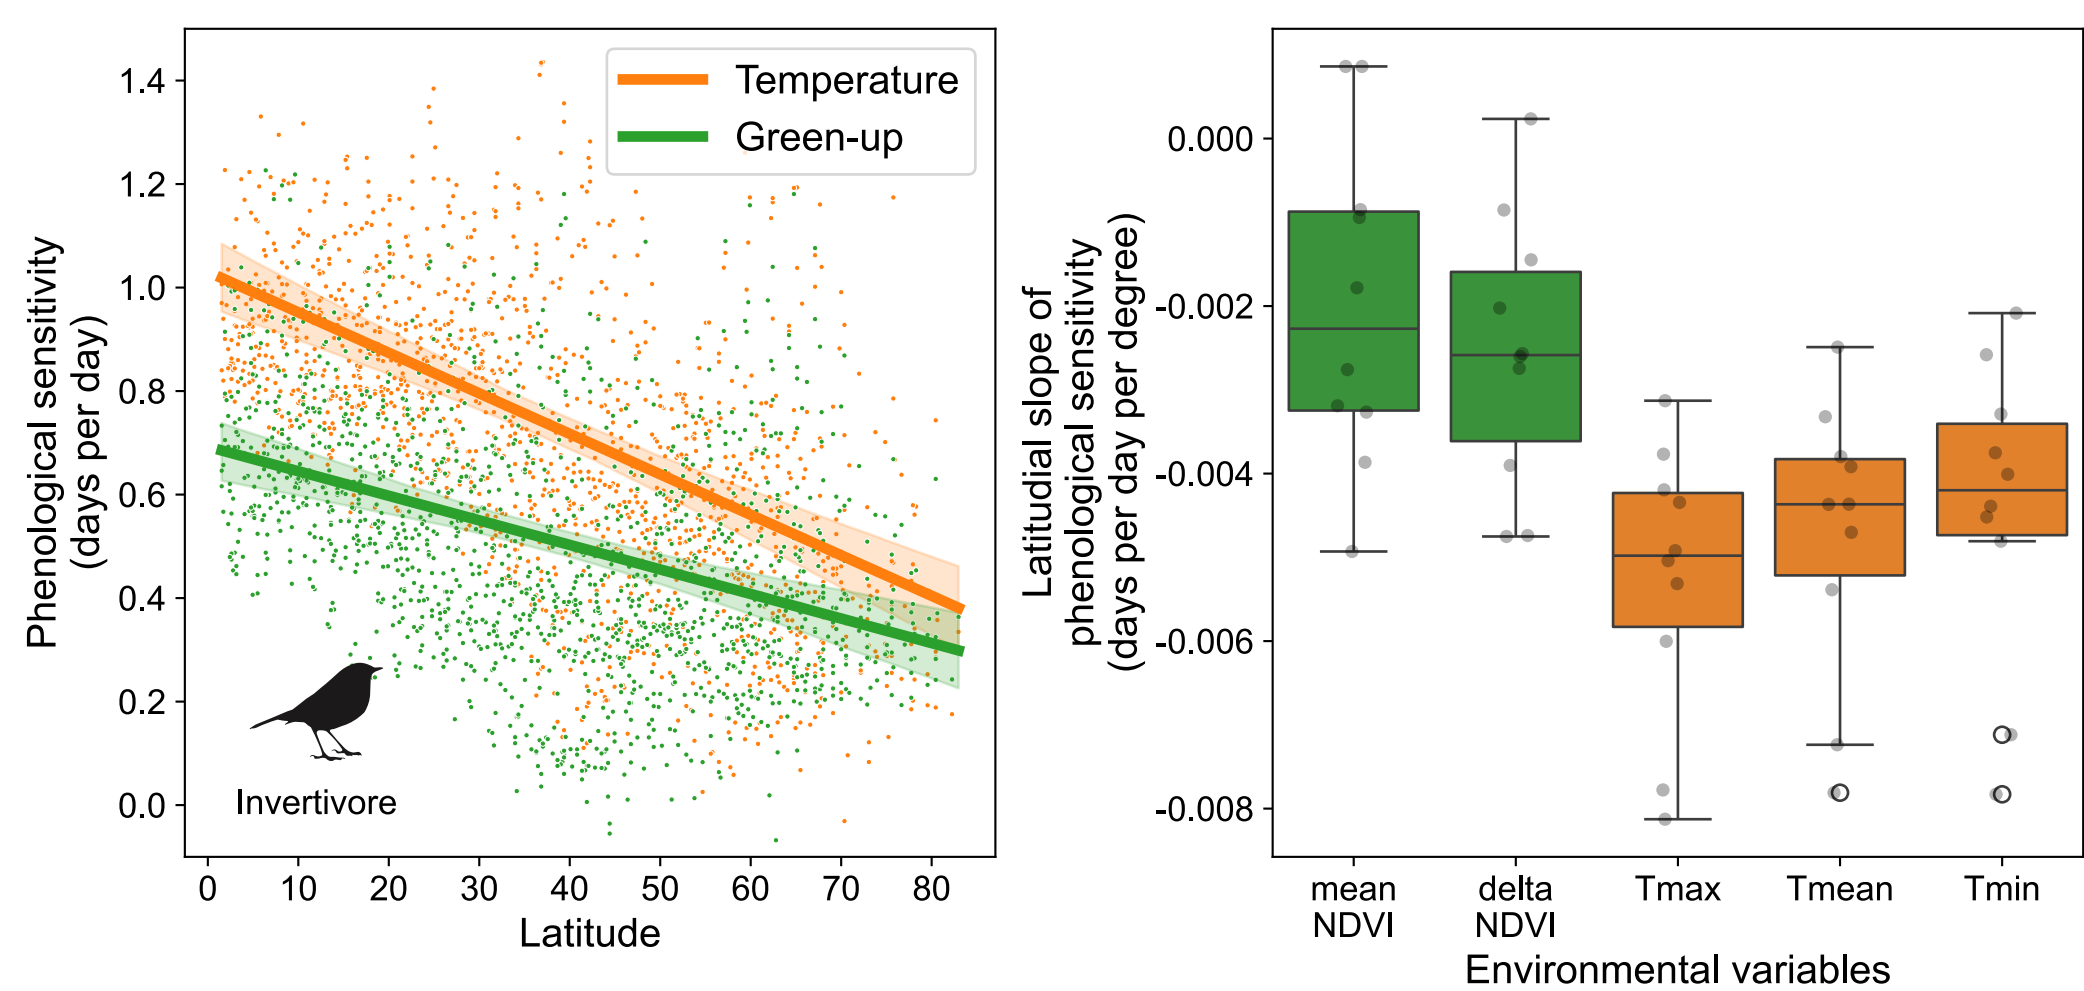 Phenological sensitivity
(days per day)
1.4
1.2
1.0
0.8
0.6
0.4
0.2
0.0
Temperature
Green-up
Invertivore
0 10 20 30 40 50 60 70 80
Latitude
Latitudial slope of
phenological sensitivity
(days per day per degree)
0.000
-0.002
-0.004
-0.006
-0.008
mean
NDVI
delta
NDVI
Tmax
Tmean
Tmin
Environmental variables